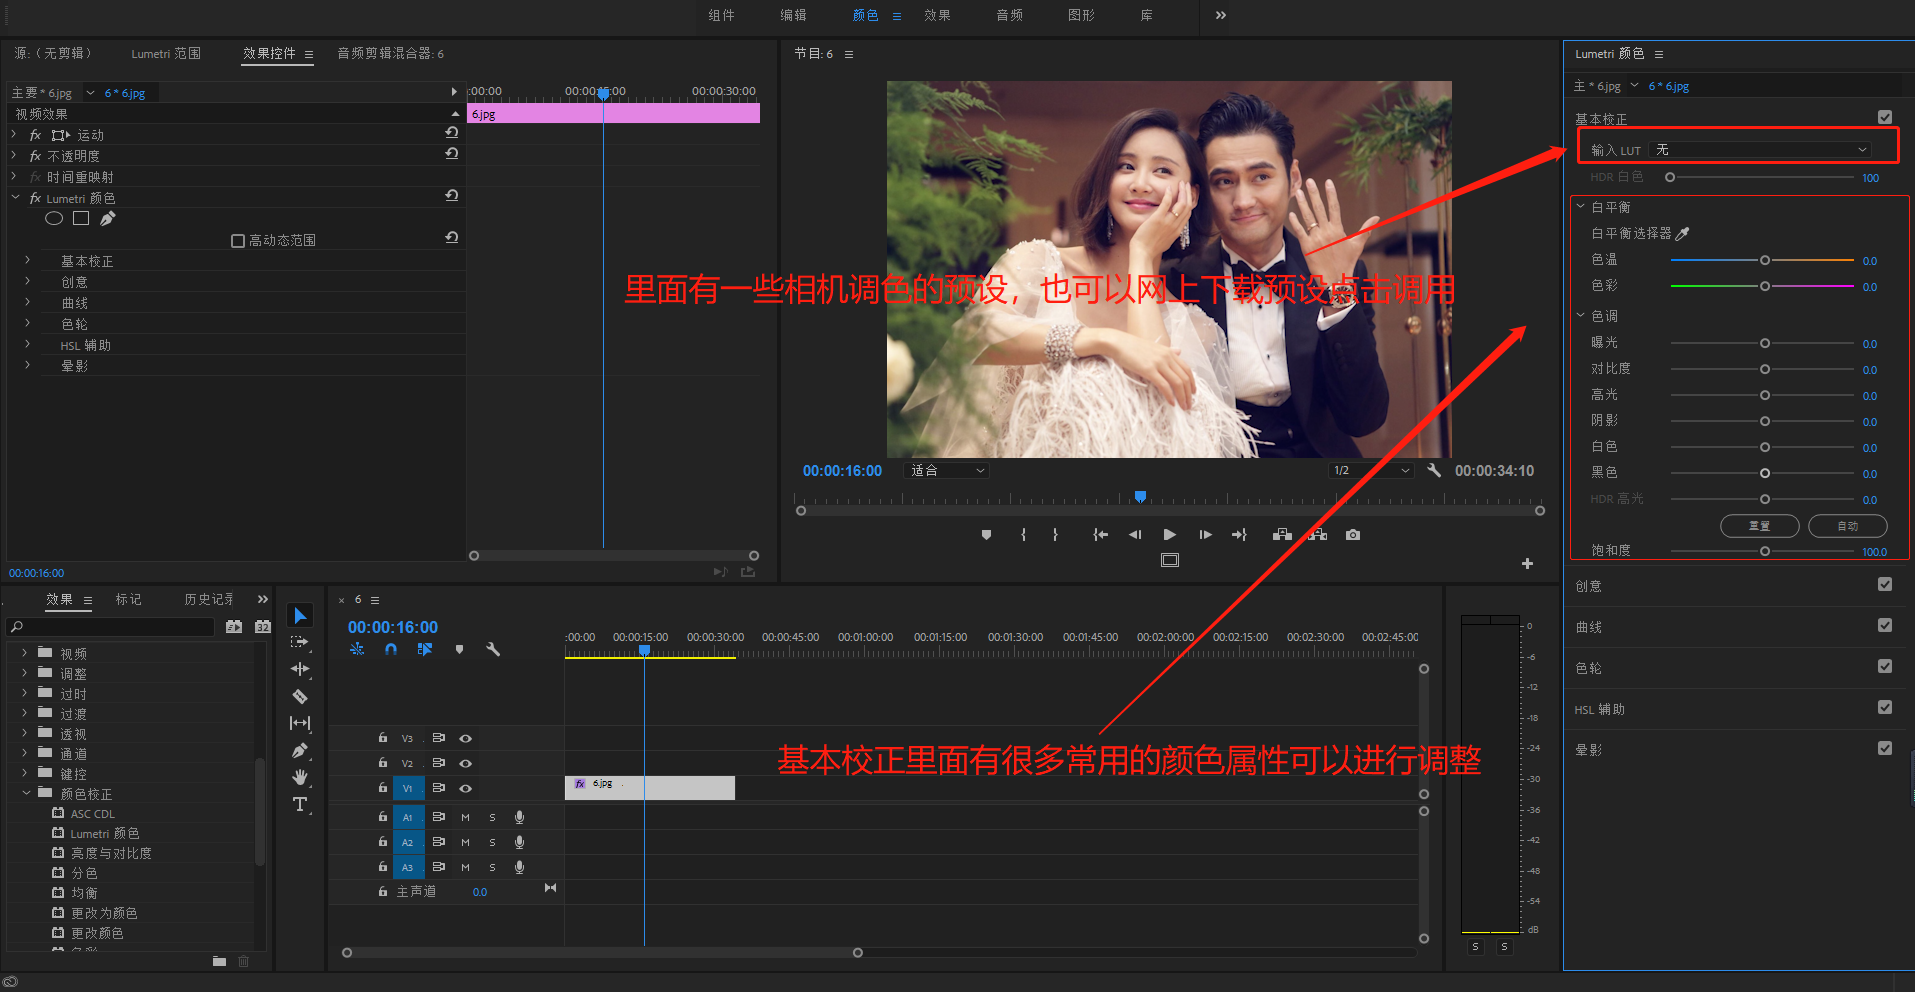 组件 编辑 颜色 效果 音频 图形 库
源:（无剪辑） Lumetri 范围 效果控件 音频剪辑混合器: 6
节目: 6
Lumetri 颜色
主要 * 6.jpg 6 * 6.jpg
:00:00 00:00:15:00 00:00:30:00
主 * 6.jpg 6 * 6.jpg
视频效果
6.jpg
基本校正
fx 运动
输入 LUT 无
fx 不透明度
HDR 白色 100
fx 时间重映射
fx Lumetri 颜色
白平衡
白平衡选择器
高动态范围
色温 0.0
基本校正
色彩 0.0
创意
里面有一些相机调色的预设，也可以网上下载预设点击调用
曲线
色调
色轮
曝光 0.0
HSL 辅助
对比度 0.0
晕影
高光 0.0
阴影 0.0
白色 0.0
00:00:16:00 适合 1/2 00:00:34:10
黑色 0.0
HDR 高光 0.0
重置 自动
饱和度 100.0
00:00:16:00
创意
曲线
色轮
HSL 辅助
晕影
效果 标记 历史记录
32
视频
调整
过时
过渡
透视
通道
键控
颜色校正
ASC CDL
Lumetri 颜色
亮度与对比度
分色
均衡
更改为颜色
更改颜色
色彩
6
00:00:16:00
:00:00 00:00:15:00 00:00:30:00 00:00:45:00 00:01:00:00 00:01:15:00 00:01:30:00 00:01:45:00 00:02:00:00 00:02:15:00 00:02:30:00 00:02:45:00
V3
V2
基本校正里面有很多常用的颜色属性可以进行调整
V1 fx 6.jpg
A1 M S
A2 M S
A3 M S
主声道 0.0
0
-6
-12
-18
-24
-30
-36
-42
-48
-54
dB
S S